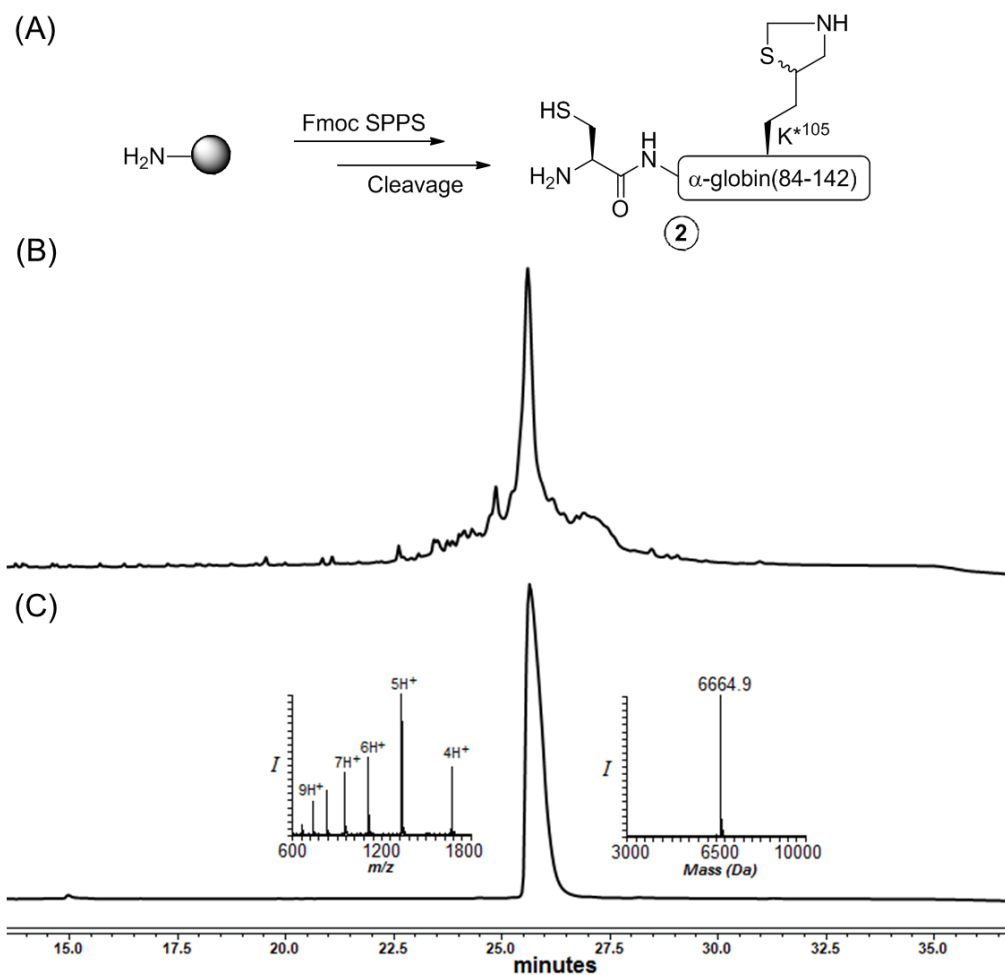 (A)
H₂N
Fmoc SPPS
Cleavage
HS
H₂N
O
H
N
α-globin(84-142)
K*¹⁰⁵
S
NH
2
(B)
(C)
I
9H⁺
7H⁺
6H⁺
5H⁺
4H⁺
600 1200 1800
m/z
6664.9
I
3000 6500 10000
Mass (Da)
15.0 17.5 20.0 22.5 25.0 27.5 30.0 32.5 35.0
minutes